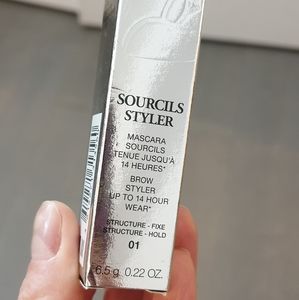 SOURCILS
STYLER
MASCARA
SOURCILS
TENUE JUSQU'À
14 HEURES*
BROW
STYLER
UP TO 14 HOUR
WEAR*
STRUCTURE - FIXE
STRUCTURE - HOLD
01
6.5 g 0.22 OZ.